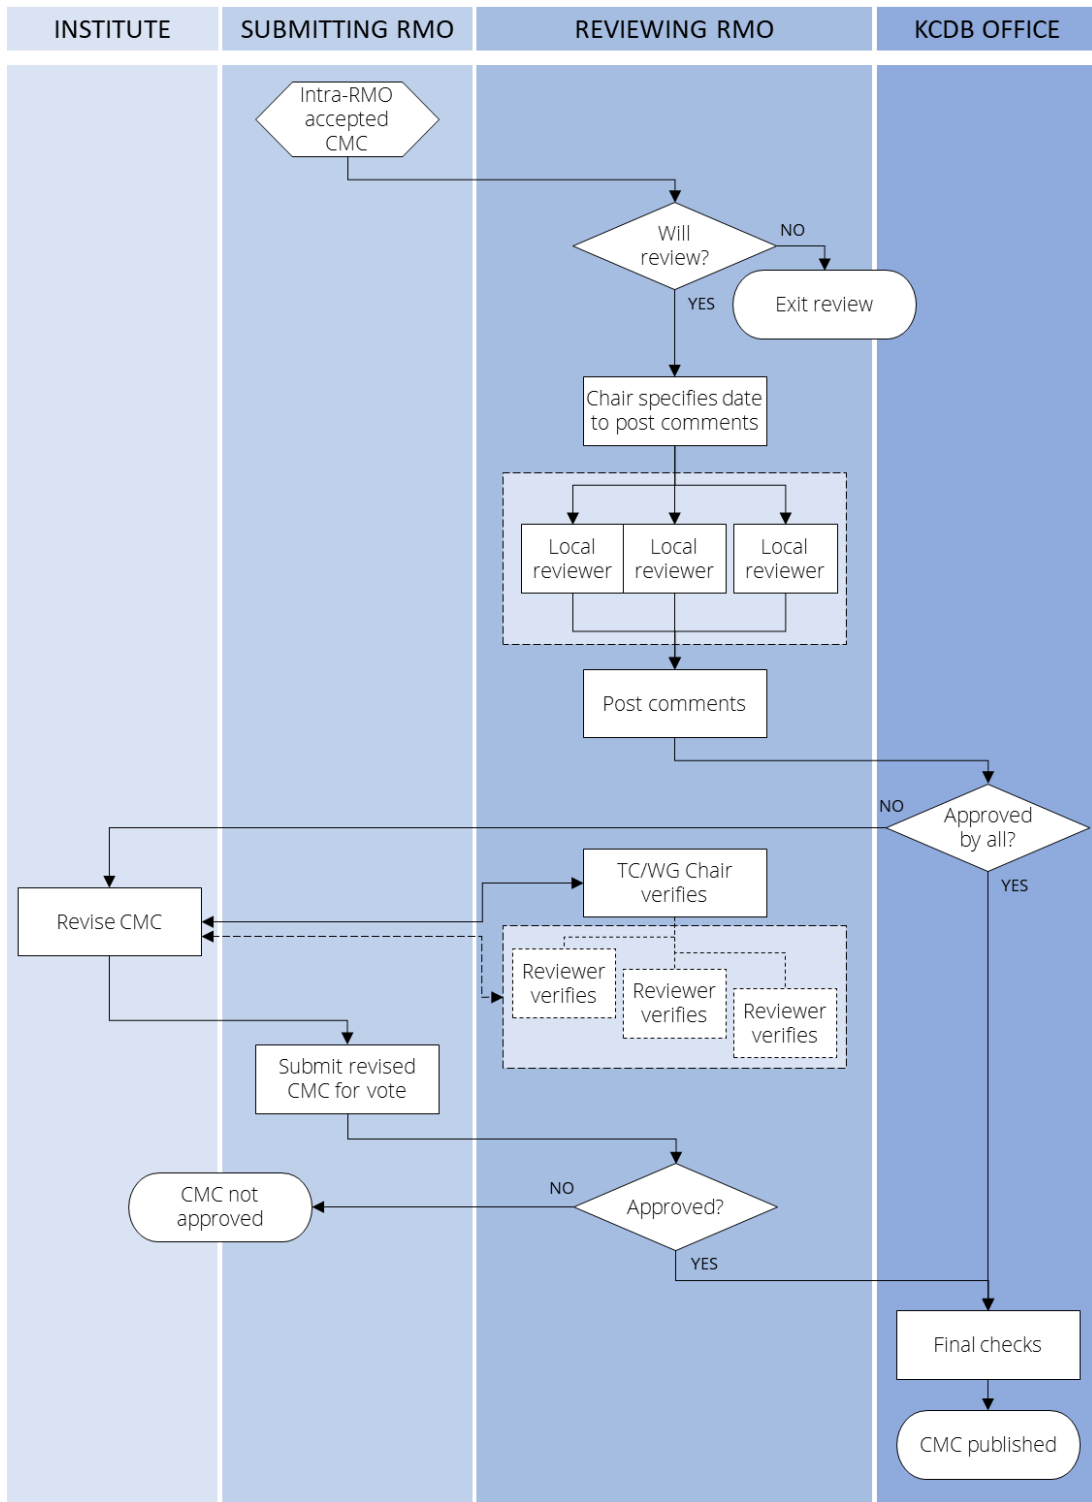 INSTITUTE
SUBMITTING RMO
REVIEWING RMO
KCDB OFFICE
Intra-RMO
accepted
CMC
Will
review?
NO
YES
Exit review
Chair specifies date
to post comments
Local
reviewer
Local
reviewer
Local
reviewer
Post comments
Approved
by all?
NO
YES
TC/WG Chair
verifies
Revise CMC
Reviewer
verifies
Reviewer
verifies
Reviewer
verifies
Submit revised
CMC for vote
Approved?
NO
CMC not
approved
YES
Final checks
CMC published